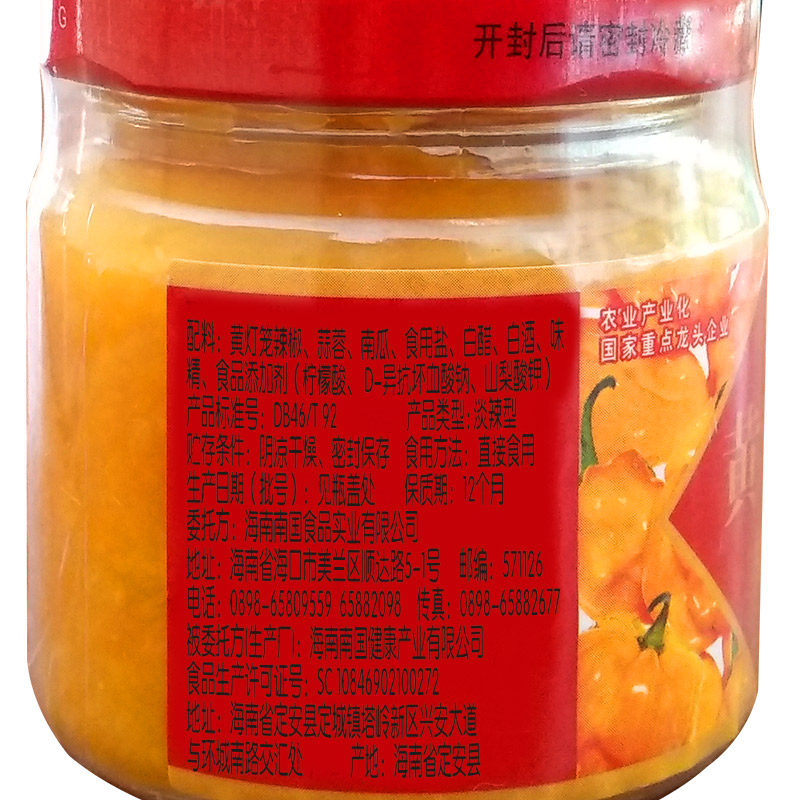 G
开封后请密封冷藏
农业产业化
国家重点龙头企业
黄
配料：黄灯笼辣椒、蒜蓉、南瓜、食用盐、白醋、白酒、味
精、食品添加剂（柠檬酸、D-异抗坏血酸钠、山梨酸钾）
产品标准号：DB46/T 92 产品类型：淡辣型
贮存条件：阴凉干燥、密封保存 食用方法：直接食用
生产日期（批号）：见瓶盖处 保质期：12个月
委托方：海南南国食品实业有限公司
地址：海南省海口市美兰区顺达路5-1号 邮编：571126
电话：0898-65809559 65882098 传真：0898-65882677
被委托方(生产厂)：海南南国健康产业有限公司
食品生产许可证号：SC10846902100272
地址：海南省定安县定城镇塔岭新区兴安大道
与环城南路交汇处 产地：海南省定安县